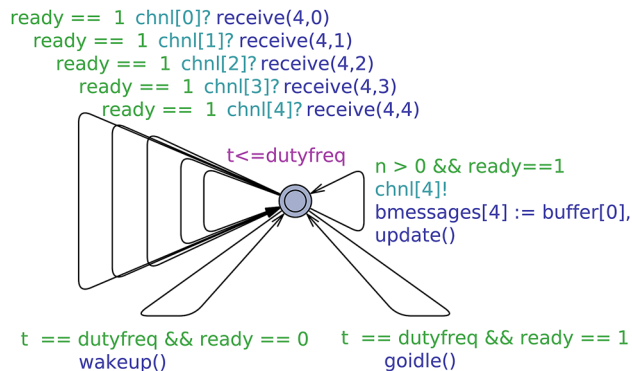 ready == 1 chnl[0]? receive(4,0)
ready == 1 chnl[1]? receive(4,1)
ready == 1 chnl[2]? receive(4,2)
ready == 1 chnl[3]? receive(4,3)
ready == 1 chnl[4]? receive(4,4)
t<=dutyfreq
n > 0 && ready==1
chnl[4]!
bmessages[4] := buffer[0],
update()
t == dutyfreq && ready == 0
wakeup()
t == dutyfreq && ready == 1
goidle()